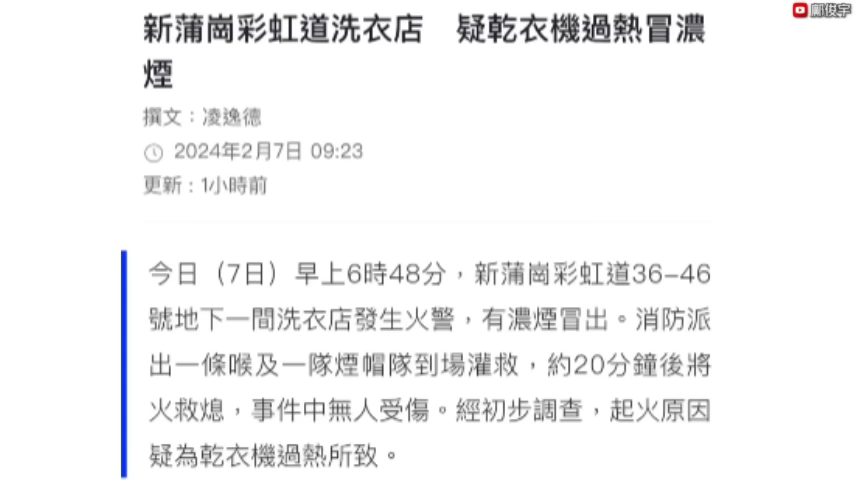 鄺俊宇
新蒲崗彩虹道洗衣店　疑乾衣機過熱冒濃
煙
撰文：凌逸德
2024年2月7日 09:23
更新：1小時前
今日（7日）早上6時48分，新蒲崗彩虹道36–46
號地下一間洗衣店發生火警，有濃煙冒出。消防派
出一條喉及一隊煙帽隊到場灌救，約20分鐘後將
火救熄，事件中無人受傷。經初步調查，起火原因
疑為乾衣機過熱所致。